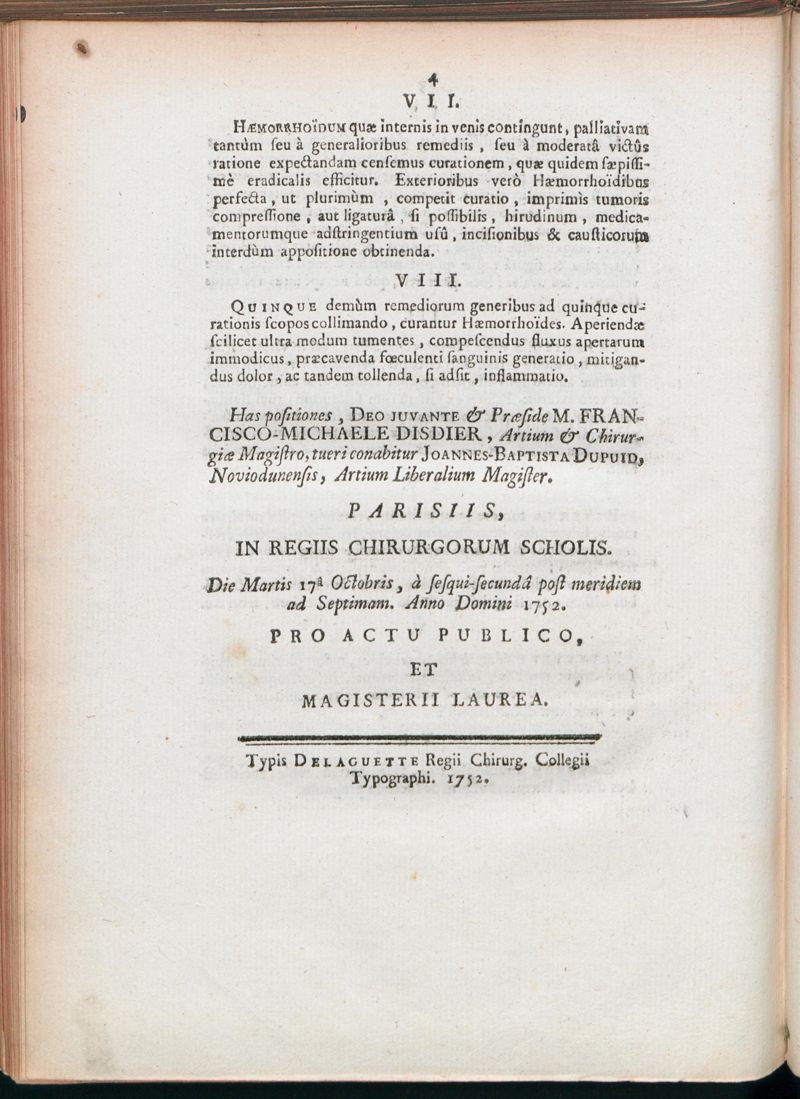 4
VII.
HÆMORRHOÏDUM quæ internis in venis contingunt, palliativam
tantùm ſeu à generalioribus remediis, ſeu à moderatâ victûs
ratione expectandam cenſemus curationem, quæ quidem ſæpiſſi-
mè eradicalis efficitur. Exterioribus verò Hæmorrhoïdibus
perfecta, ut plurimùm, competit curatio, imprimìs tumoris
compreſſione, aut ligaturâ, ſi poſſibilis, hirudinum, medica-
mentorumque adſtringentium uſû, inciſionibus & cauſticorum
interdùm appoſitione obtinenda.
VIII.
QUINQUE demùm remediorum generibus ad quinque cu-
rationis ſcopos collimando, curantur Hæmorrhoïdes. Aperiendæ
ſcilicet ultra modum tumentes, compeſcendus fluxus apertarum
immodicus, præcavenda fœculenti ſanguinis generatio, mitigan-
dus dolor, ac tandem tollenda, ſi adſit, inflammatio.
Has poſitiones, DEO JUVANTE & Præſide M. FRAN-
CISCO-MICHAELE DISDIER, Artium & Chirur-
giæ Magiſtro, tueri conabitur JOANNES-BAPTISTA DUPUID,
Noviodunenſis, Artium Liberalium Magiſter.
PARISIIS,
IN REGIIS CHIRURGORUM SCHOLIS.
Die Martis 17ª Octobris, à ſeſqui-ſecundâ poſt meridiem
ad Septimam. Anno Domini 1752.
PRO ACTU PUBLICO,
ET
MAGISTERII LAUREA.
Typis DELAGUETTE Regii Chirurg. Collegii
Typographi. 1752.